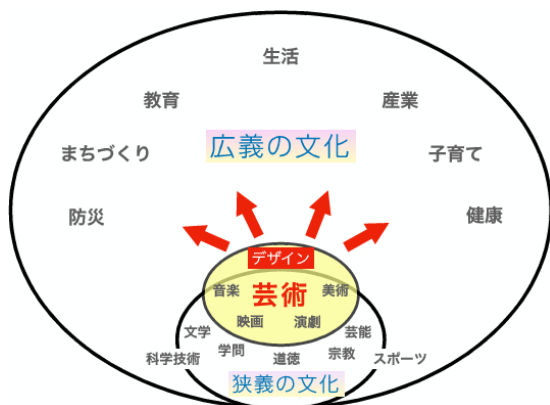 生活
教育
産業
まちづくり
広義の文化
子育て
防災
健康
デザイン
音楽
芸術
美術
映画
演劇
文学
芸能
科学技術
学問
道徳
宗教
スポーツ
狭義の文化